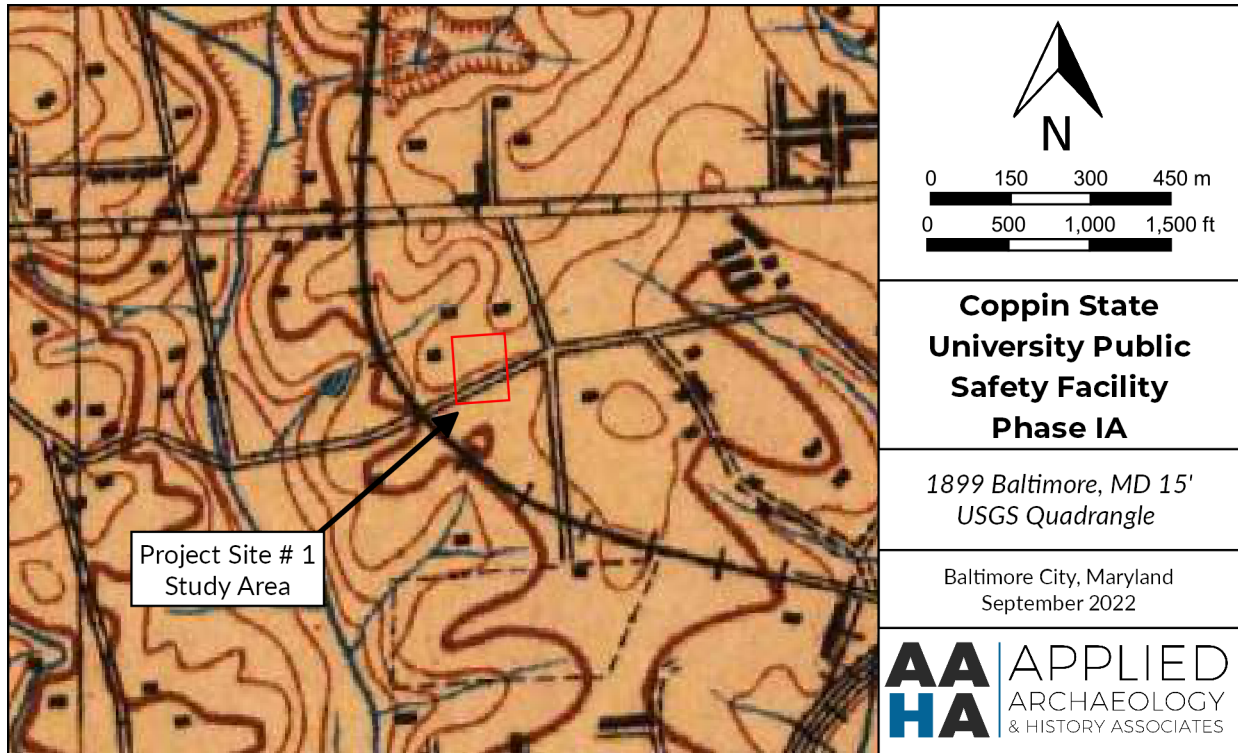 Project Site # 1
Study Area
N
0 150 300 450 m
0 500 1,000 1,500 ft
Coppin State
University Public
Safety Facility
Phase IA
1899 Baltimore, MD 15'
USGS Quadrangle
Baltimore City, Maryland
September 2022
AA
HA
APPLIED
ARCHAEOLOGY
& HISTORY ASSOCIATES